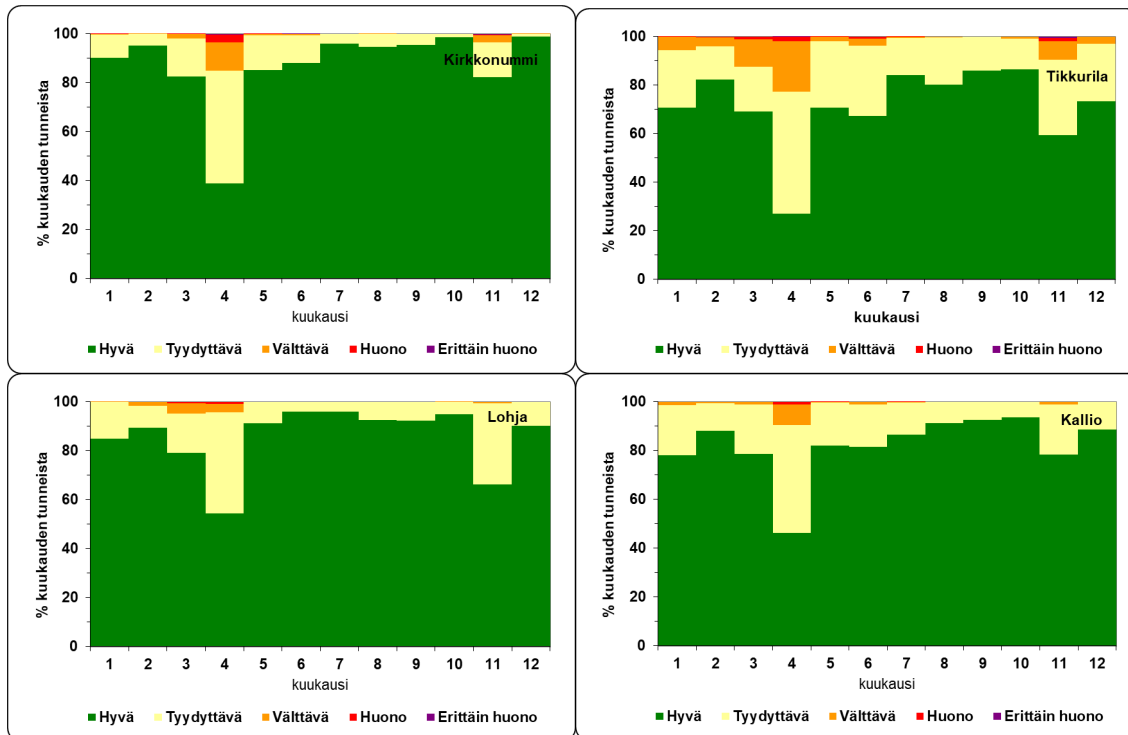 % kuukauden tunneista
100
80
60
40
20
0
Kirkkonummi
1 2 3 4 5 6 7 8 9 10 11 12
kuukausi
Hyvä Tyydyttävä Välttävä Huono Erittäin huono
% kuukauden tunneista
100
80
60
40
20
0
Tikkurila
1 2 3 4 5 6 7 8 9 10 11 12
kuukausi
Hyvä Tyydyttävä Välttävä Huono Erittäin huono
% kuukauden tunneista
100
80
60
40
20
0
Lohja
1 2 3 4 5 6 7 8 9 10 11 12
kuukausi
Hyvä Tyydyttävä Välttävä Huono Erittäin huono
% kuukauden tunneista
100
80
60
40
20
0
Kallio
1 2 3 4 5 6 7 8 9 10 11 12
kuukausi
Hyvä Tyydyttävä Välttävä Huono Erittäin huono